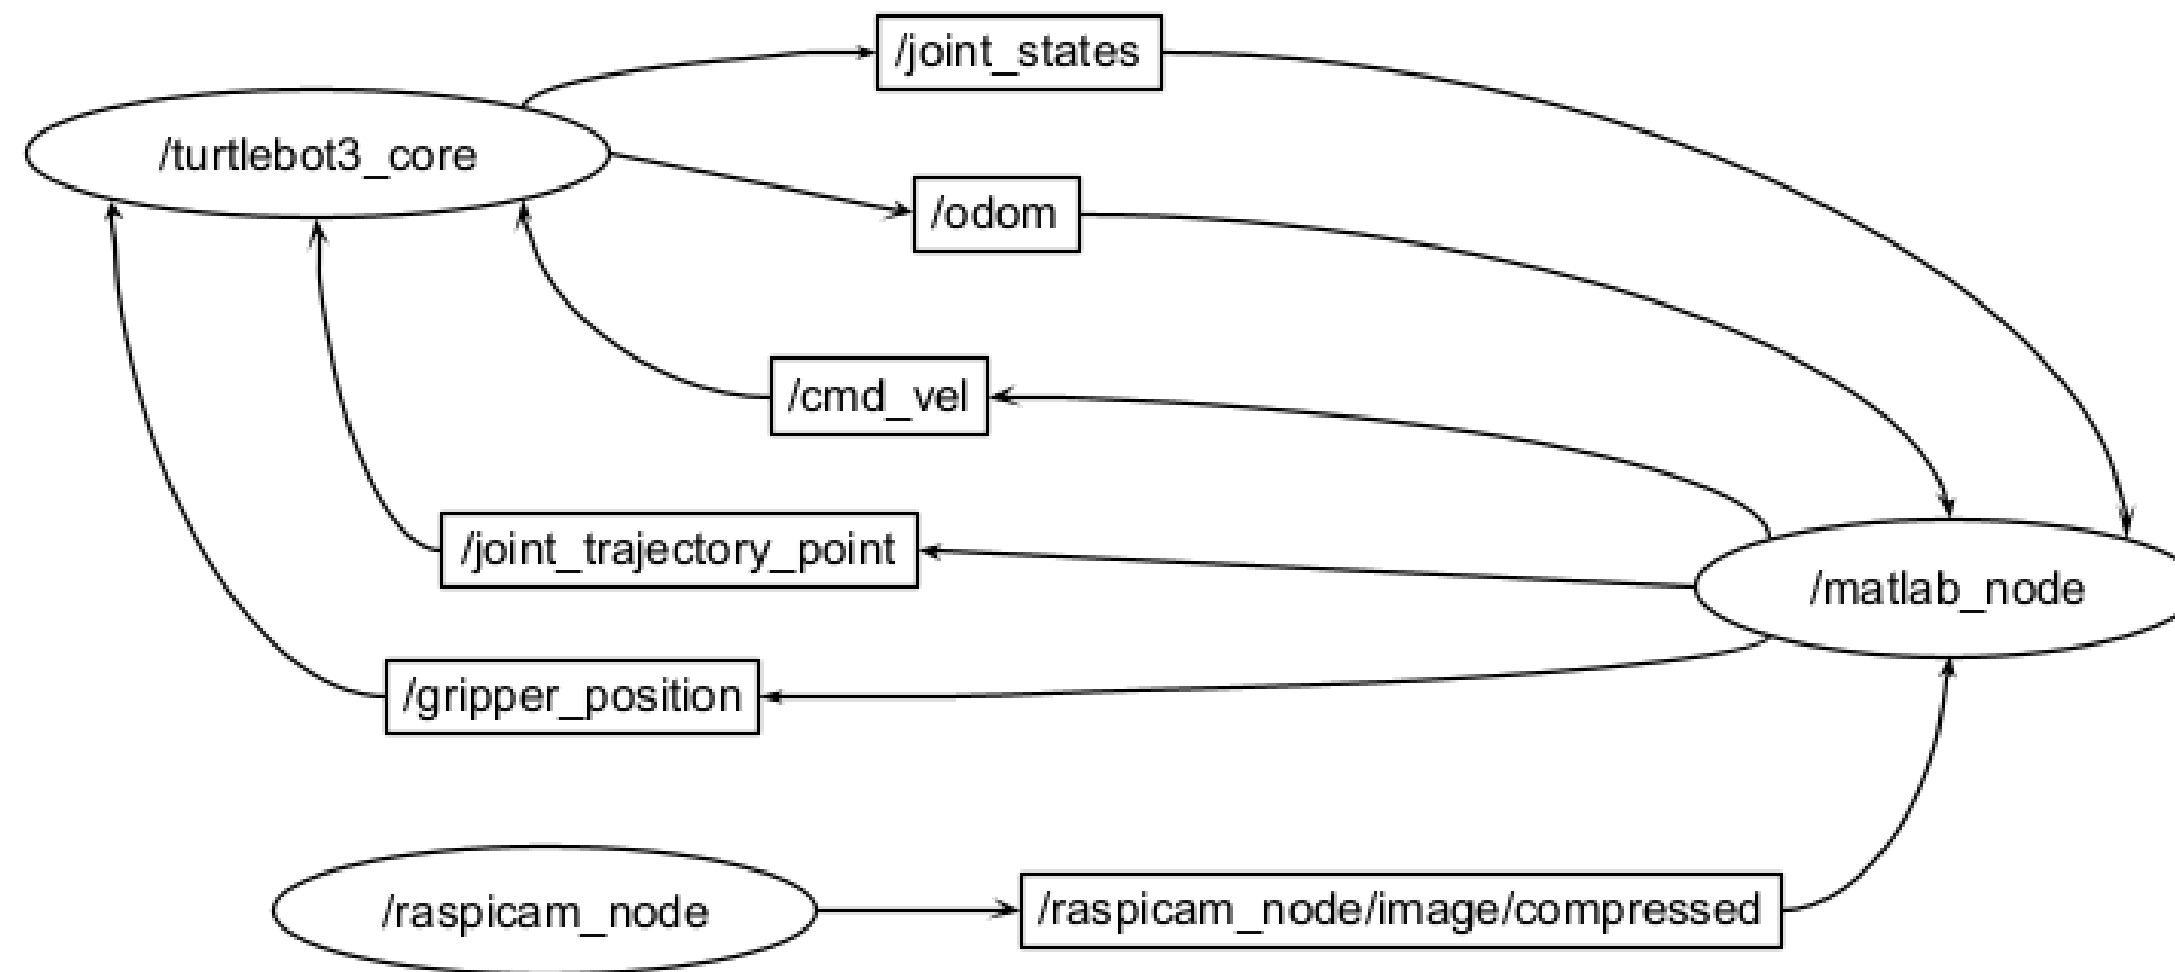 /joint_states
/turtlebot3_core
/odom
/cmd_vel
/joint_trajectory_point
/matlab_node
/gripper_position
/raspicam_node
/raspicam_node/image/compressed